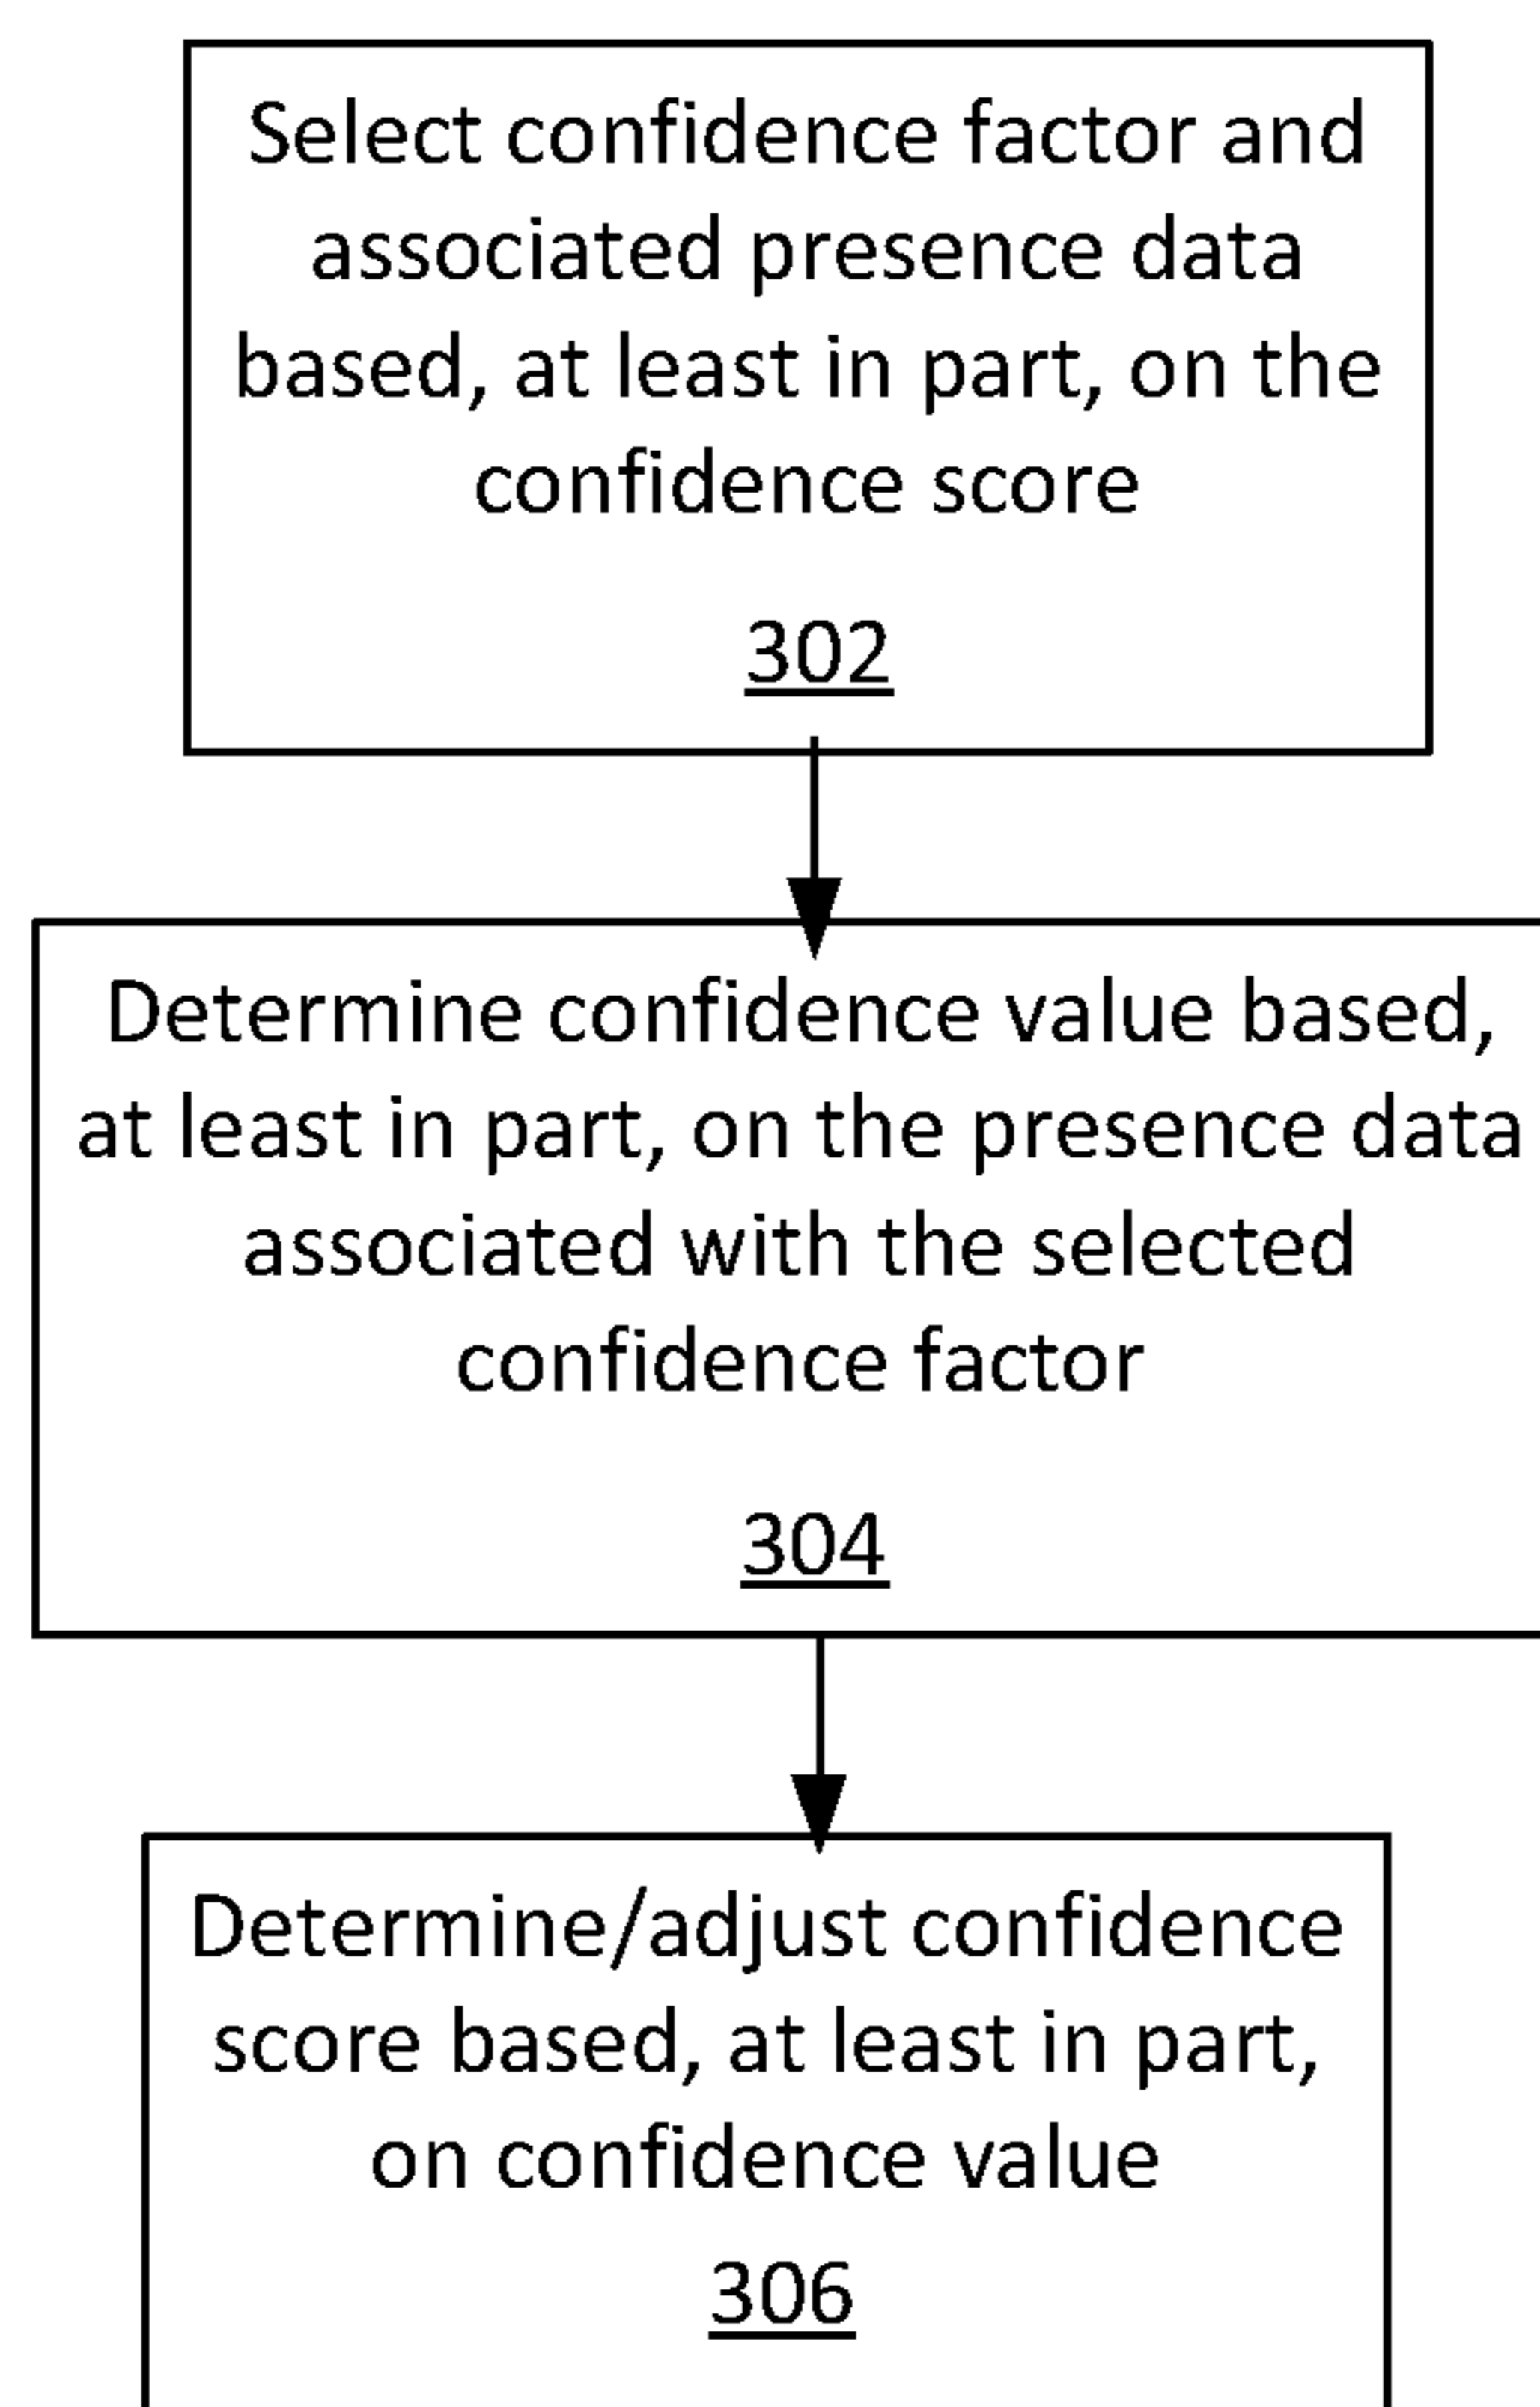 Select confidence factor and
associated presence data
based, at least in part, on the
confidence score
302
Determine confidence value based,
at least in part, on the presence data
associated with the selected
confidence factor
304
Determine/adjust confidence
score based, at least in part,
on confidence value
306